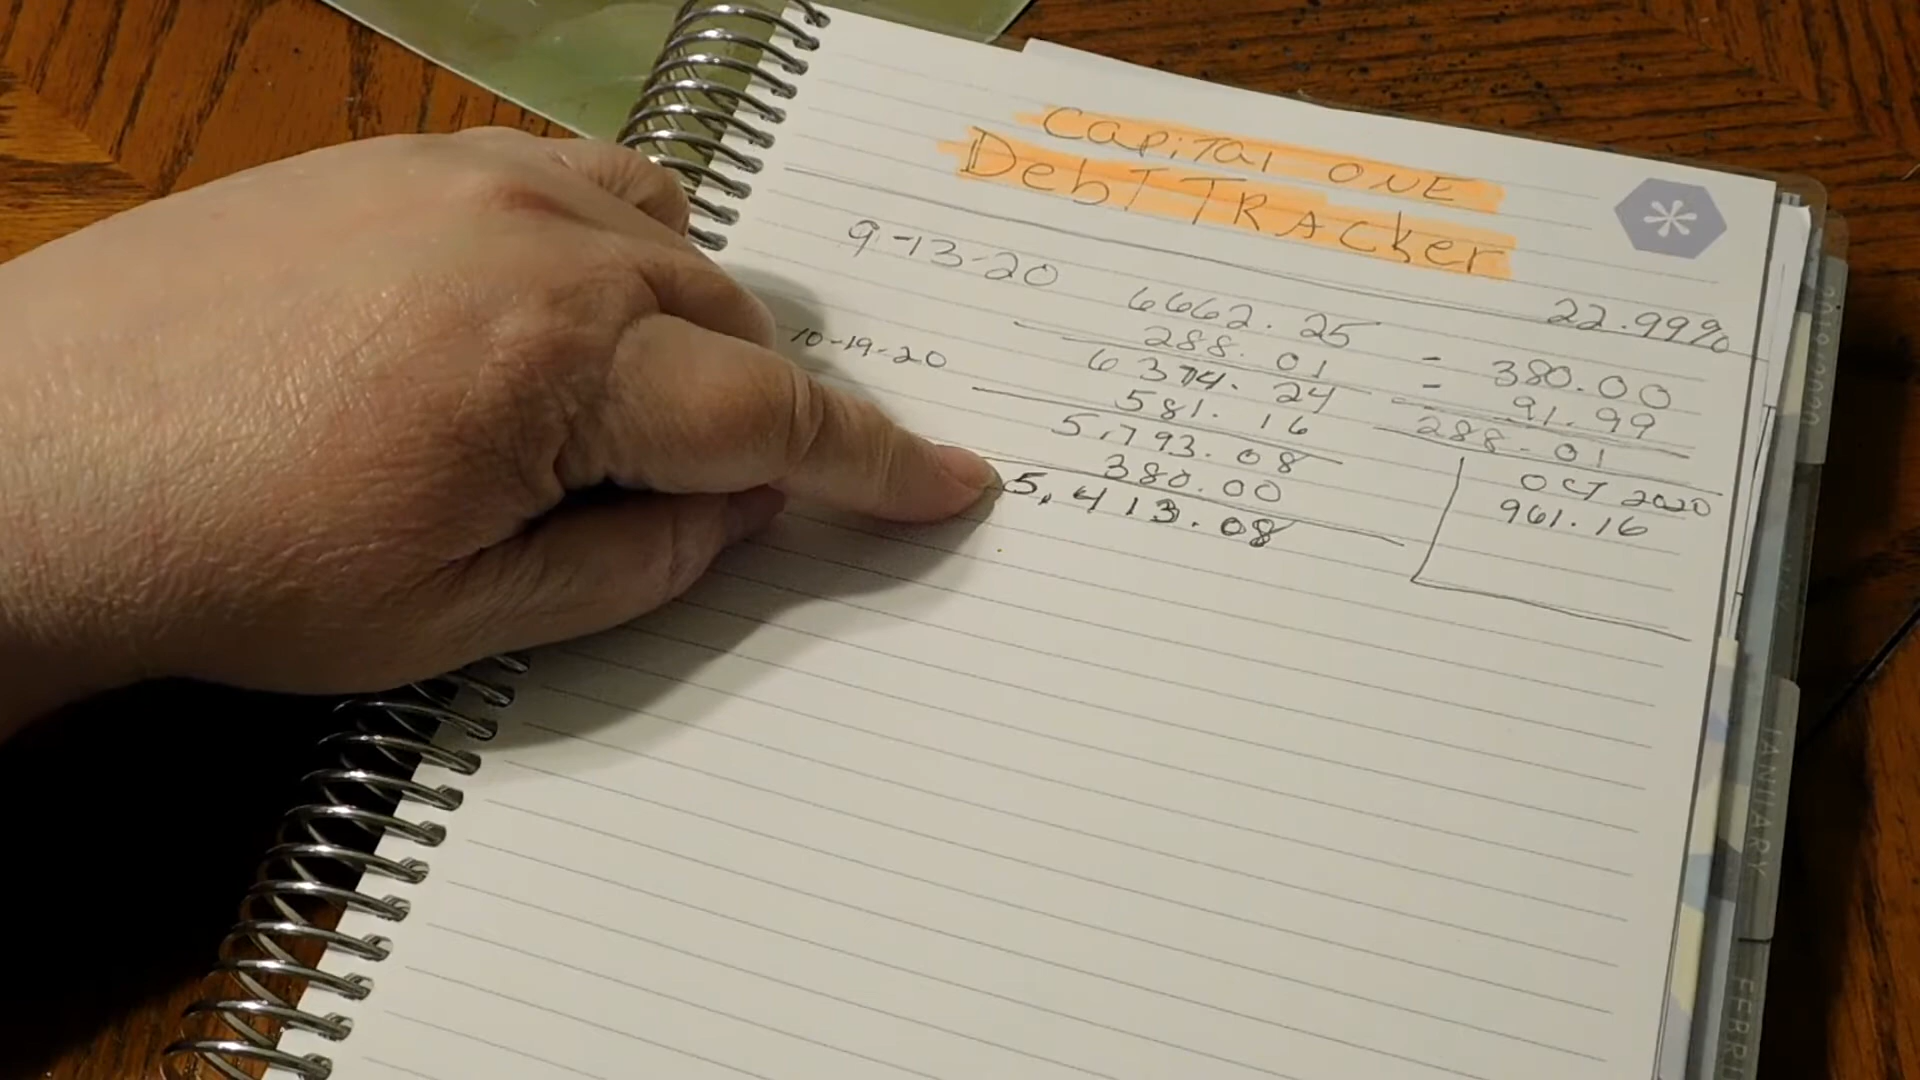 Capital ONE
Debt TRACker
22.99%
9-13-20 6662.25 - 380.00
288.01 - 91.99
10-19-20 6374.24 288.01
581.16
5,793.08 OCT 2020
380.00 961.16
5,413.08
JANUARY